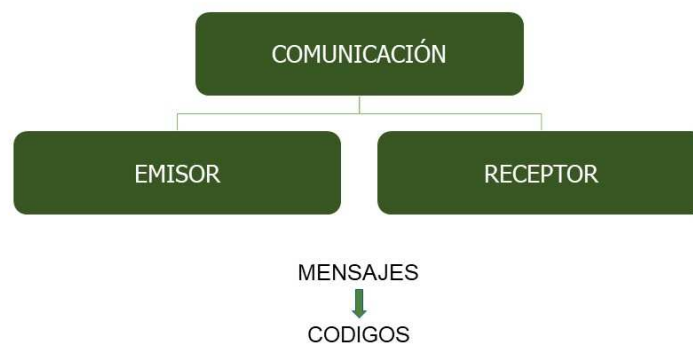 COMUNICACIÓN
EMISOR
RECEPTOR
MENSAJES
CODIGOS